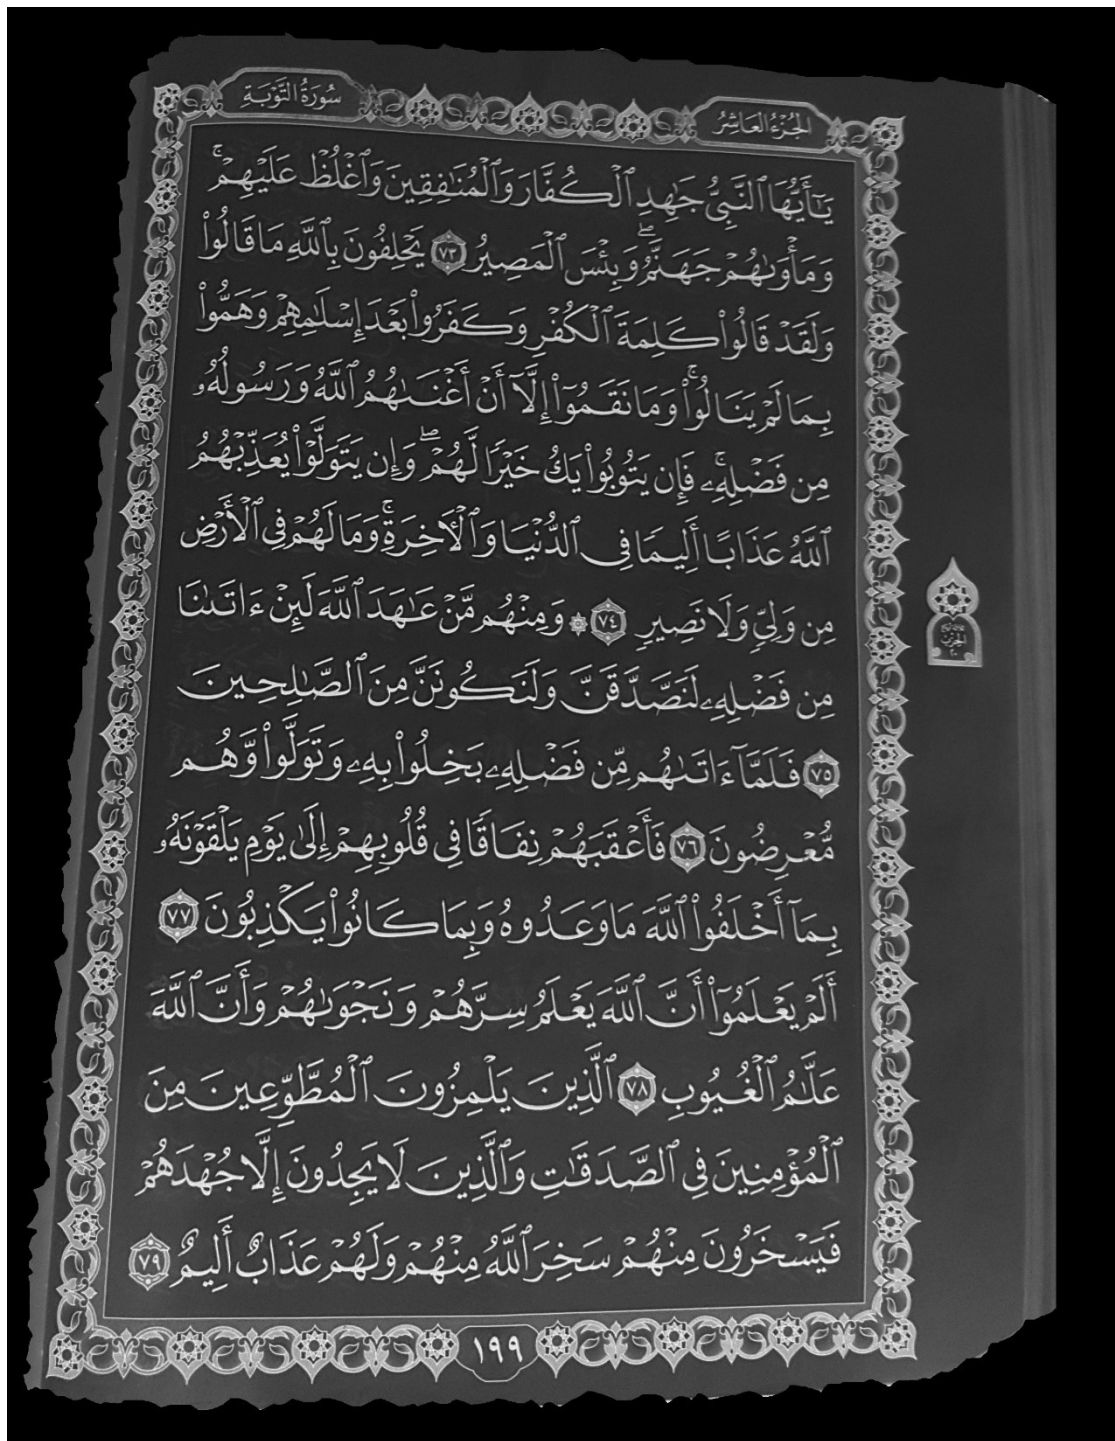 سُورَةُ التَّوْبَةِ
الجُزْءُ العَاشِرُ
يَٰٓأَيُّهَا ٱلنَّبِيُّ جَٰهِدِ ٱلْكُفَّارَ وَٱلْمُنَٰفِقِينَ وَٱغْلُظْ عَلَيْهِمْۚ
وَمَأْوَىٰهُمْ جَهَنَّمُۖ وَبِئْسَ ٱلْمَصِيرُ ٧٣ يَحْلِفُونَ بِٱللَّهِ مَا قَالُوا۟
وَلَقَدْ قَالُوا۟ كَلِمَةَ ٱلْكُفْرِ وَكَفَرُوا۟ بَعْدَ إِسْلَٰمِهِمْ وَهَمُّوا۟
بِمَا لَمْ يَنَالُوا۟ۚ وَمَا نَقَمُوٓا۟ إِلَّآ أَنْ أَغْنَىٰهُمُ ٱللَّهُ وَرَسُولُهُۥ
مِن فَضْلِهِۦۚ فَإِن يَتُوبُوا۟ يَكُ خَيْرًا لَّهُمْۖ وَإِن يَتَوَلَّوْا۟ يُعَذِّبْهُمُ
ٱللَّهُ عَذَابًا أَلِيمًا فِى ٱلدُّنْيَا وَٱلْأَخِرَةِۚ وَمَا لَهُمْ فِى ٱلْأَرْضِ
مِن وَلِىٍّ وَلَا نَصِيرٍ ٧٤ ۞ وَمِنْهُم مَّنْ عَٰهَدَ ٱللَّهَ لَئِنْ ءَاتَىٰنَا
مِن فَضْلِهِۦ لَنَصَّدَّقَنَّ وَلَنَكُونَنَّ مِنَ ٱلصَّٰلِحِينَ
٧٥ فَلَمَّآ ءَاتَىٰهُم مِّن فَضْلِهِۦ بَخِلُوا۟ بِهِۦ وَتَوَلَّوا۟ وَّهُم
مُّعْرِضُونَ ٧٦ فَأَعْقَبَهُمْ نِفَاقًا فِى قُلُوبِهِمْ إِلَىٰ يَوْمِ يَلْقَوْنَهُۥ
بِمَآ أَخْلَفُوا۟ ٱللَّهَ مَا وَعَدُوهُ وَبِمَا كَانُوا۟ يَكْذِبُونَ ٧٧
أَلَمْ يَعْلَمُوٓا۟ أَنَّ ٱللَّهَ يَعْلَمُ سِرَّهُمْ وَنَجْوَىٰهُمْ وَأَنَّ ٱللَّهَ
عَلَّٰمُ ٱلْغُيُوبِ ٧٨ ٱلَّذِينَ يَلْمِزُونَ ٱلْمُطَّوِّعِينَ مِنَ
ٱلْمُؤْمِنِينَ فِى ٱلصَّدَقَٰتِ وَٱلَّذِينَ لَا يَجِدُونَ إِلَّا جُهْدَهُمْ
فَيَسْخَرُونَ مِنْهُمْ سَخِرَ ٱللَّهُ مِنْهُمْ وَلَهُمْ عَذَابٌ أَلِيمٌ ٧٩
الحِزْب
٢٠
١٩٩